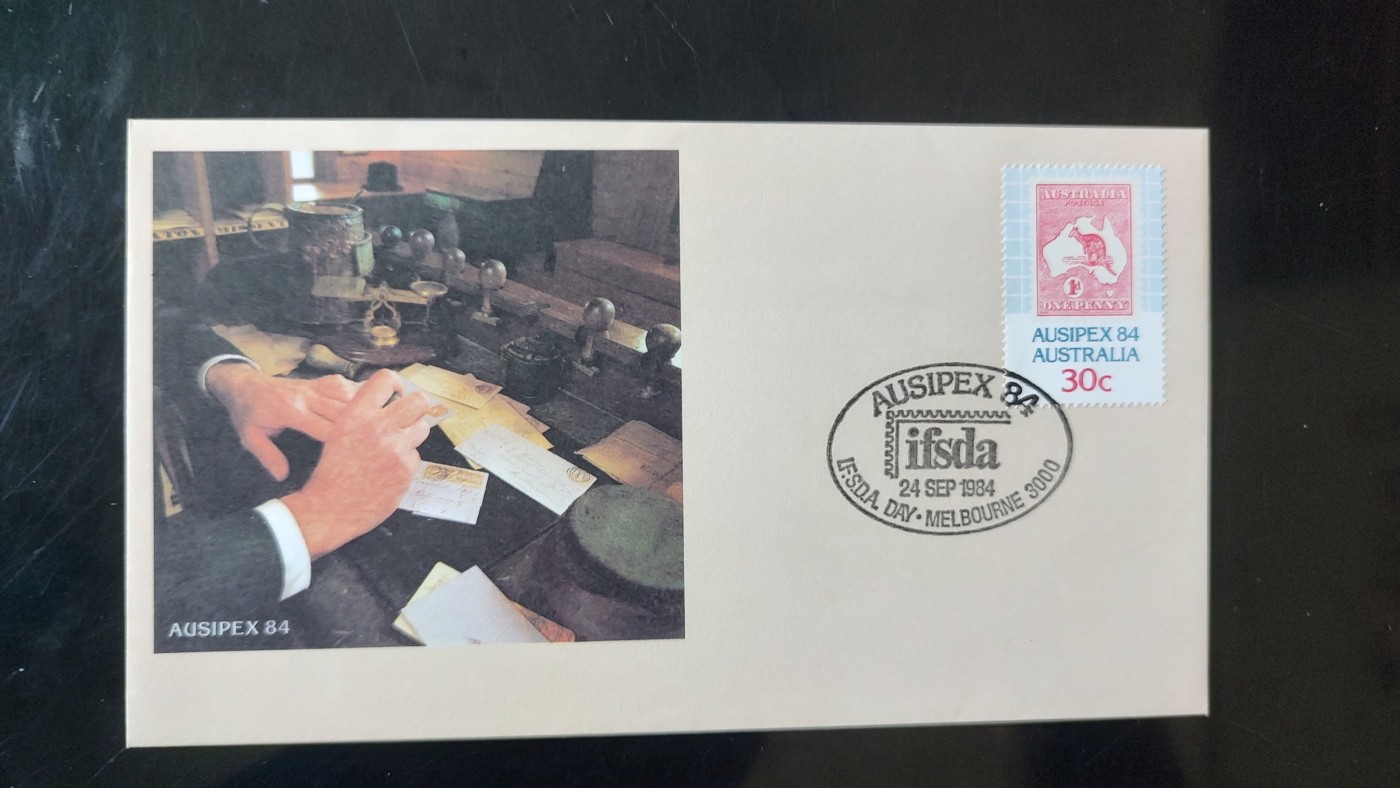 AUSIPEX 84
AUSTRALIA
POSTAGE
1d
ONE PENNY
AUSIPEX 84
AUSTRALIA
30c
AUSIPEX 84
ifsda
24 SEP 1984
I.F.S.D.A. DAY • MELBOURNE 3000